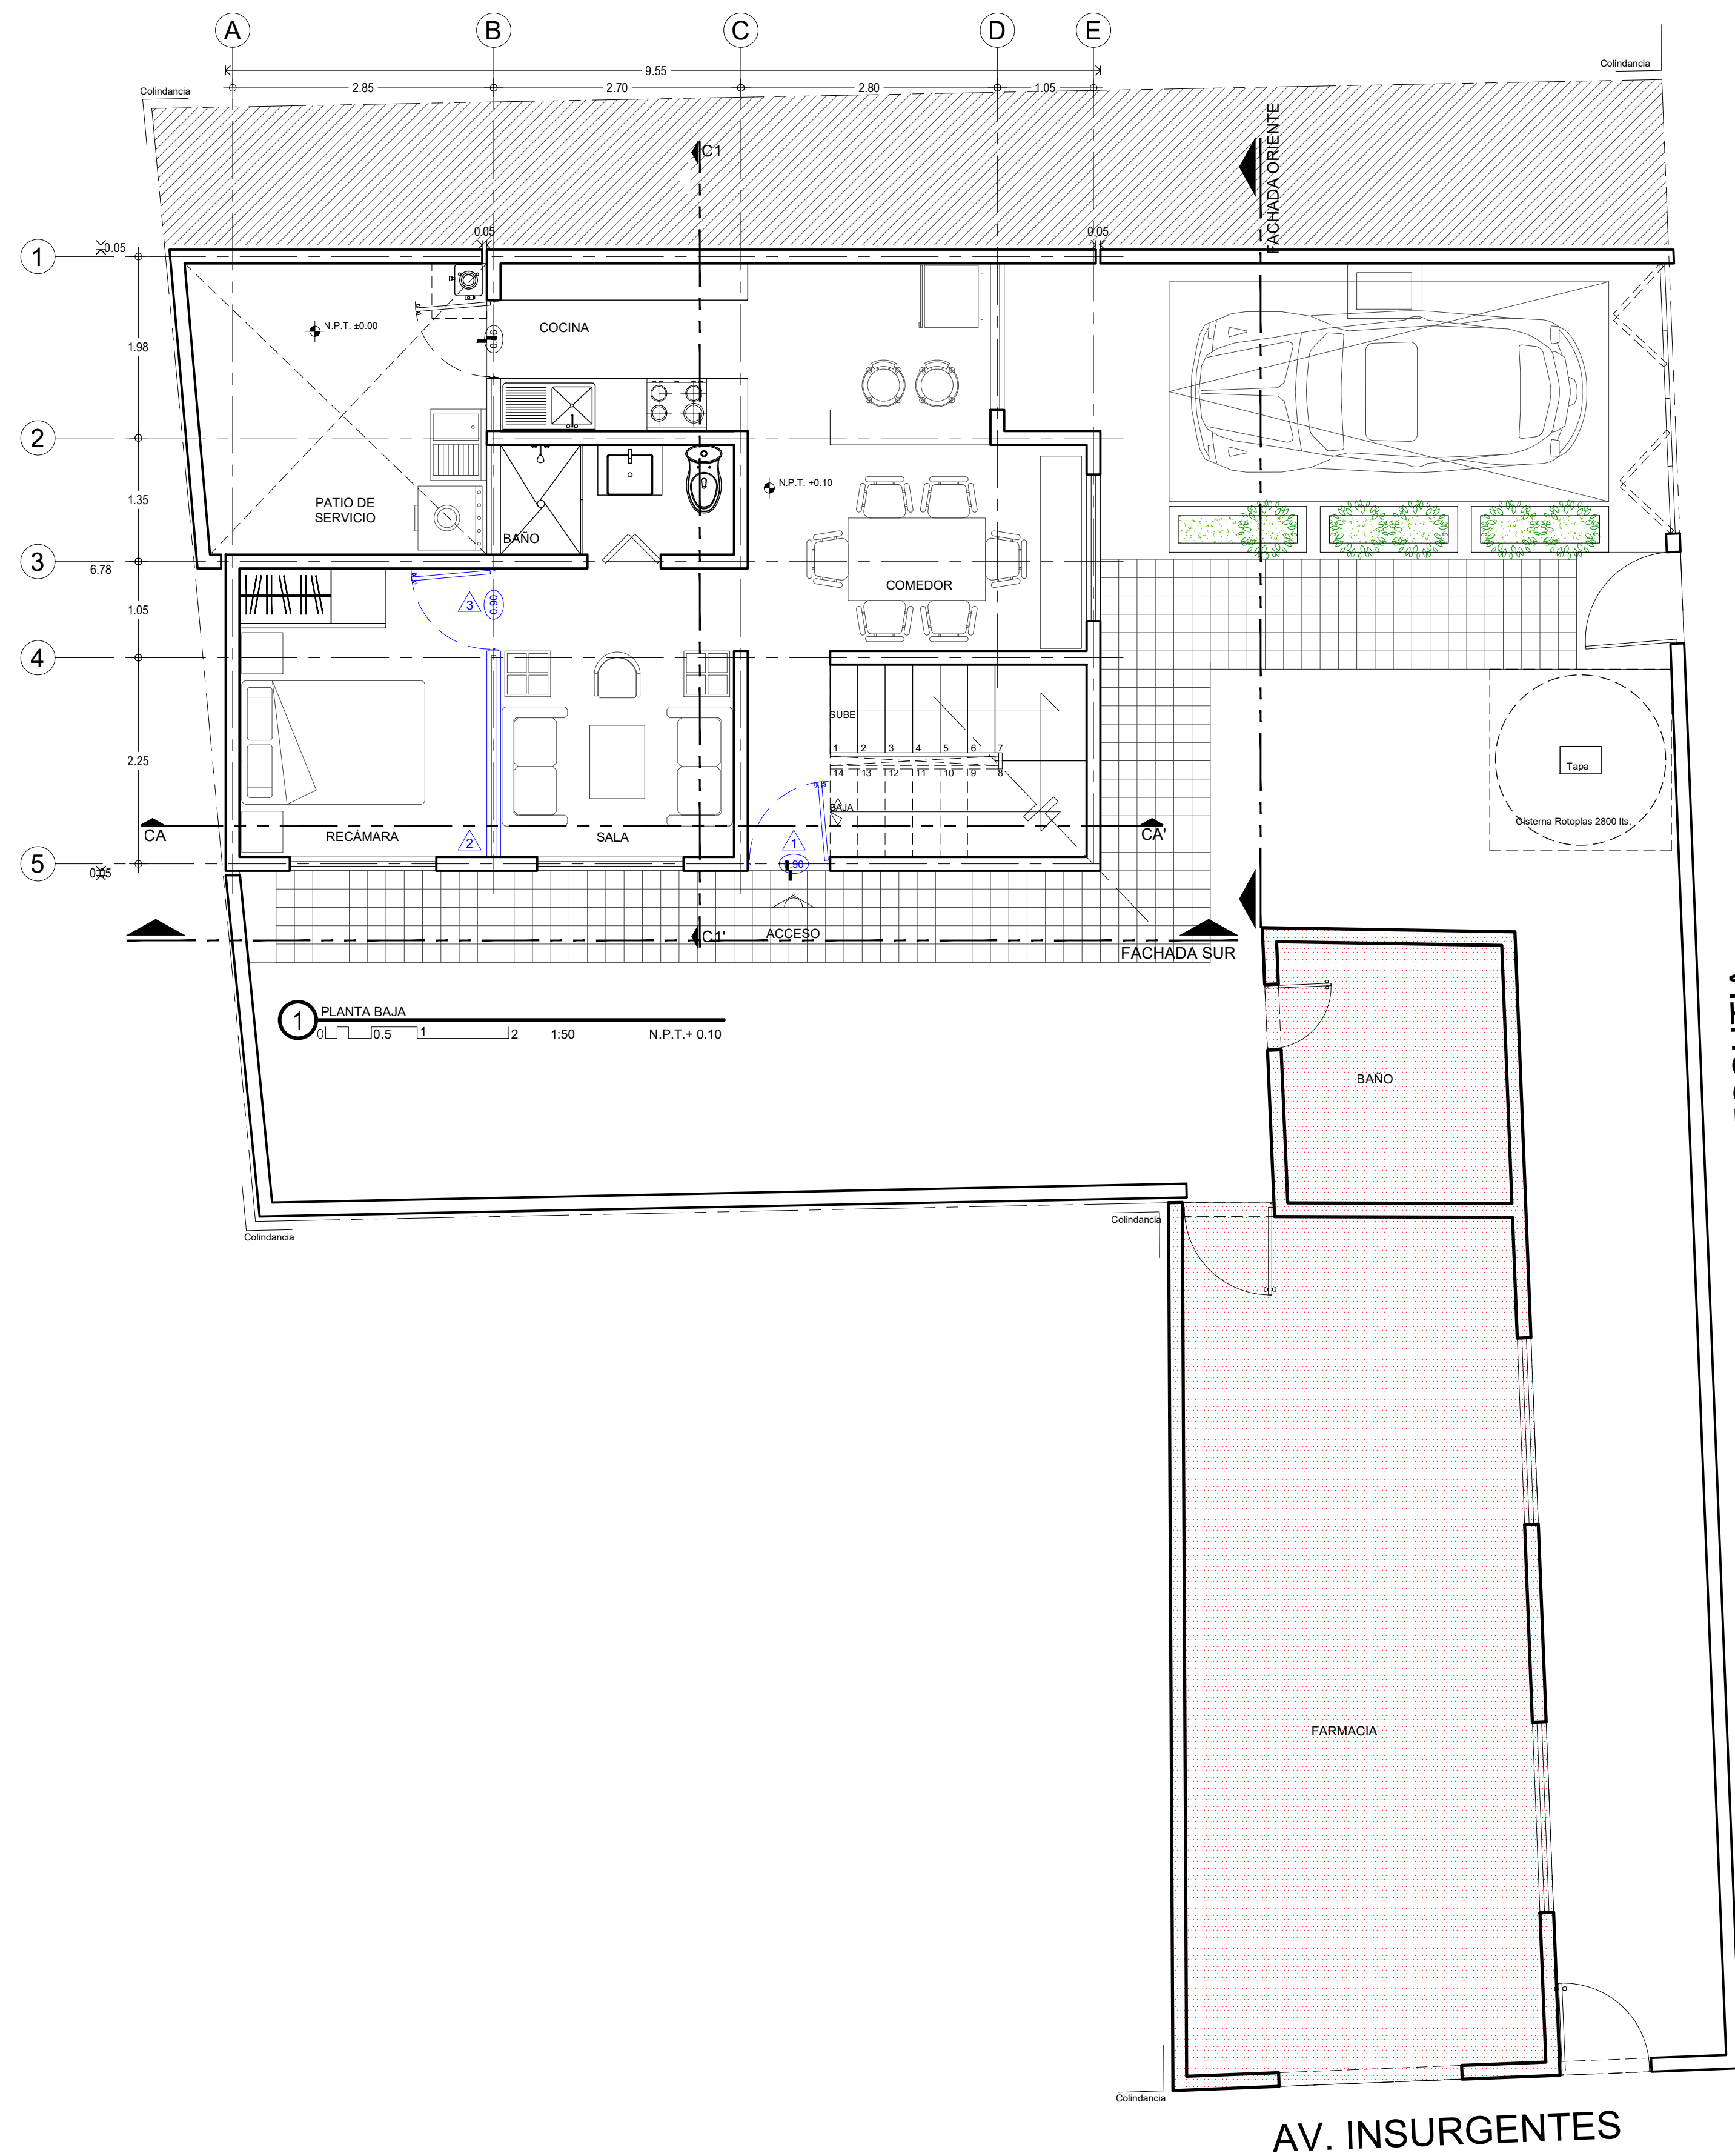 A
B
C
D
E
9.55
2.85
2.70
2.80
1.05
Colindancia
Colindancia
C1
FACHADA ORIENTE
1
0.05
0.05
0.05
N.P.T. ±0.00
COCINA
1.98
2
1.35
PATIO DE
SERVICIO
BAÑO
N.P.T. +0.10
3
6.78
COMEDOR
1.05
3
0.90
4
SUBE
1 2 3 4 5 6 7
14 13 12 11 10 9 8
BAJA
2.25
Tapa
Cisterna Rotoplas 2800 lts.
CA
RECÁMARA
2
SALA
1
CA'
5
0.05
C1'
ACCESO
FACHADA SUR
1
PLANTA BAJA
0 0.5 1 2 1:50 N.P.T.+ 0.10
BAÑO
Colindancia
Colindancia
FARMACIA
Colindancia
AV. INSURGENTES